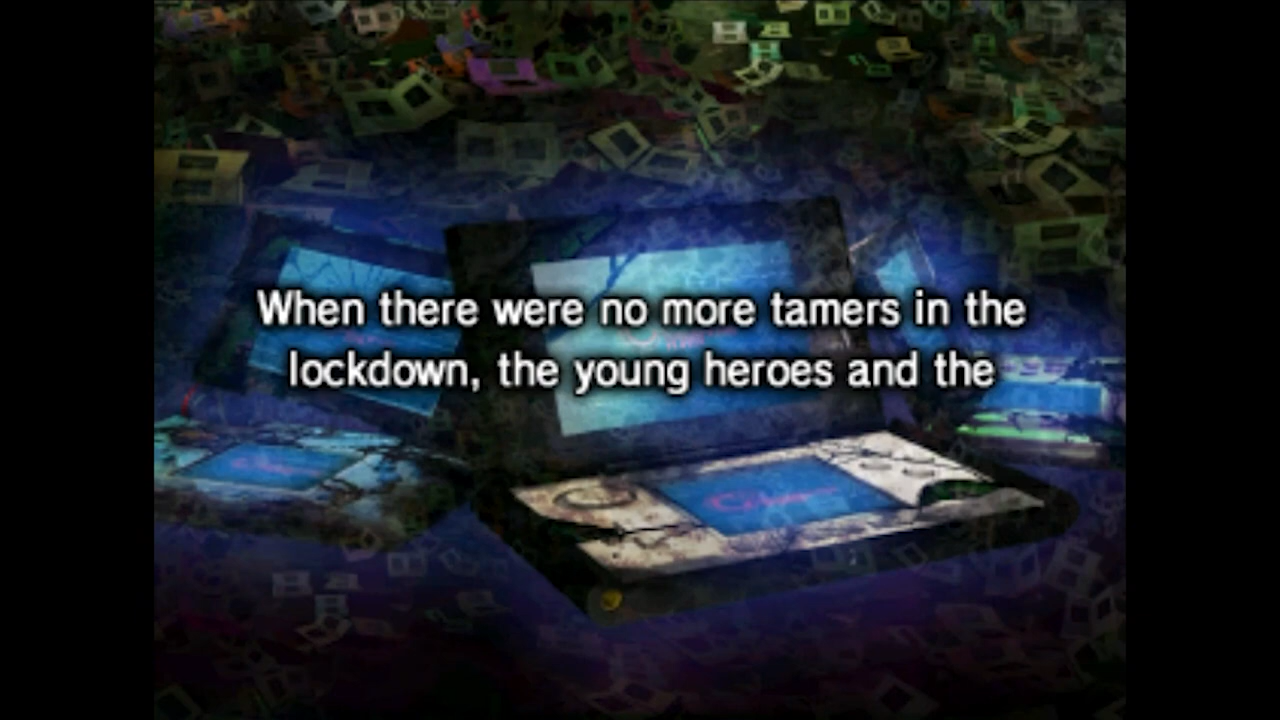 When there were no more tamers in the
lockdown, the young heroes and the